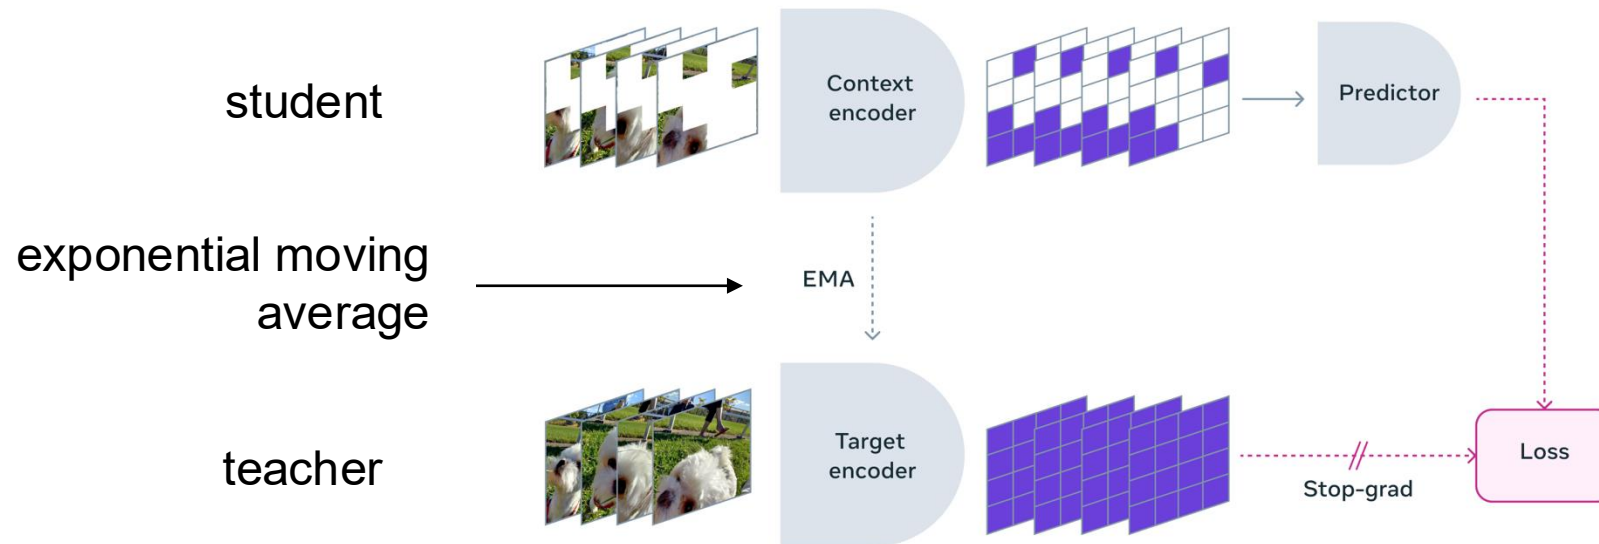 student
Context
encoder
Predictor
exponential moving
average
EMA
teacher
Target
encoder
Stop-grad
Loss